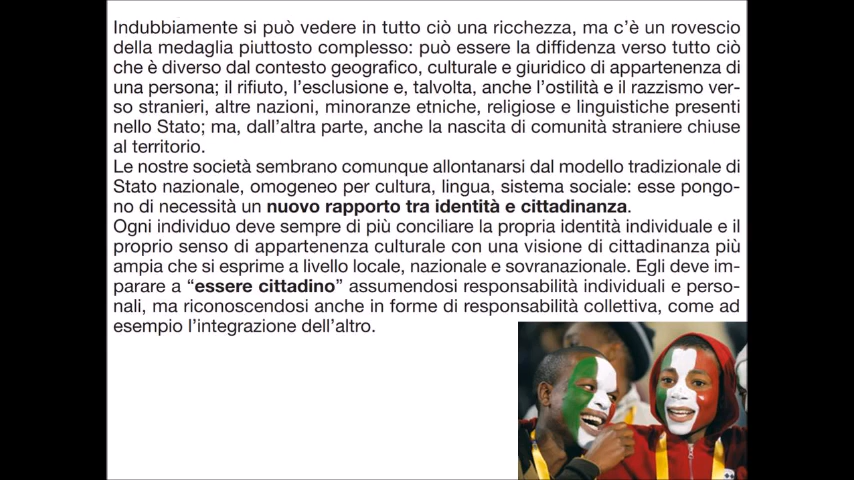 Indubbiamente si può vedere in tutto ciò una ricchezza, ma c’è un rovescio
della medaglia piuttosto complesso: può essere la diffidenza verso tutto ciò
che è diverso dal contesto geografico, culturale e giuridico di appartenenza di
una persona; il rifiuto, l’esclusione e, talvolta, anche l’ostilità e il razzismo ver-
so stranieri, altre nazioni, minoranze etniche, religiose e linguistiche presenti
nello Stato; ma, dall’altra parte, anche la nascita di comunità straniere chiuse
al territorio.
Le nostre società sembrano comunque allontanarsi dal modello tradizionale di
Stato nazionale, omogeneo per cultura, lingua, sistema sociale: esse pongo-
no di necessità un nuovo rapporto tra identità e cittadinanza.
Ogni individuo deve sempre di più conciliare la propria identità individuale e il
proprio senso di appartenenza culturale con una visione di cittadinanza più
ampia che si esprime a livello locale, nazionale e sovranazionale. Egli deve im-
parare a “essere cittadino” assumendosi responsabilità individuali e perso-
nali, ma riconoscendosi anche in forme di responsabilità collettiva, come ad
esempio l’integrazione dell’altro.